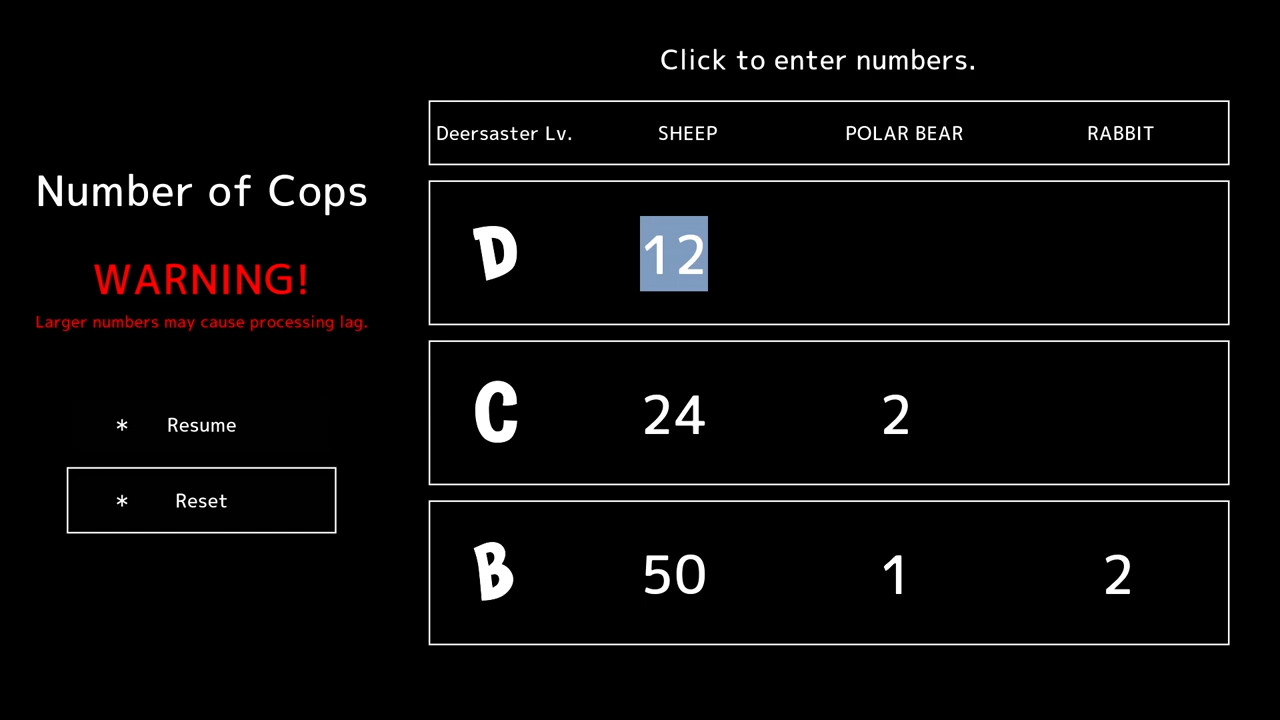 Click to enter numbers.
Deersaster Lv. SHEEP POLAR BEAR RABBIT
Number of Cops
D 12
WARNING!
Larger numbers may cause processing lag.
C 24 2
* Resume
* Reset
B 50 1 2